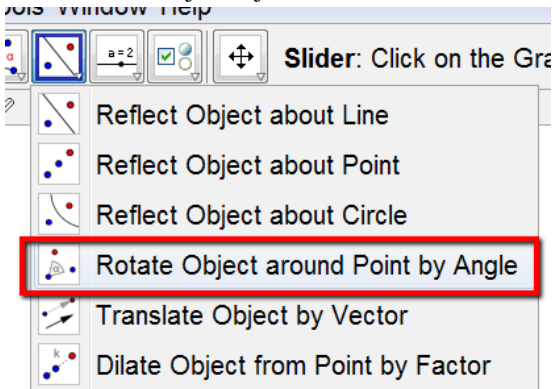 Tools Window Help
a = 2
Slider: Click on the Gra
Reflect Object about Line
Reflect Object about Point
Reflect Object about Circle
Rotate Object around Point by Angle
Translate Object by Vector
Dilate Object from Point by Factor